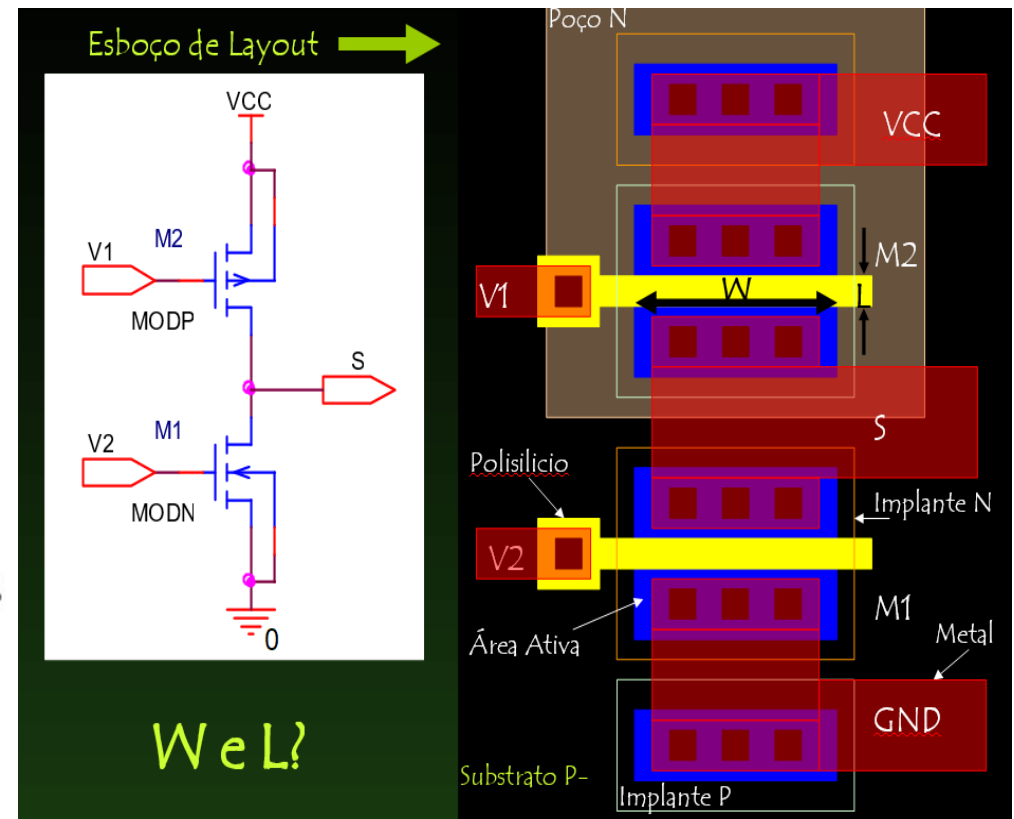 Esboço de Layout
VCC
V1
M2
MODP
S
V2
M1
MODN
0
W e L?
Poço N
VCC
M2
V1
W
L
S
Polisilicio
Implante N
V2
M1
Área Ativa
Metal
GND
Substrato P-
Implante P